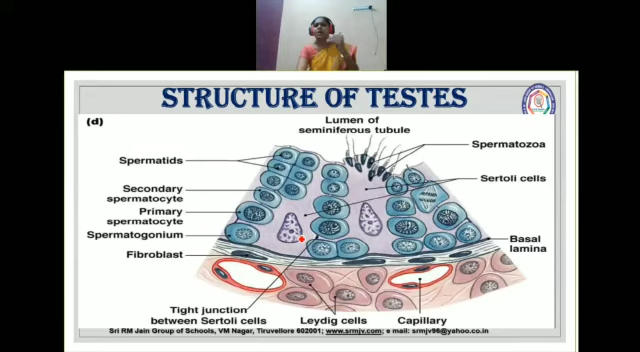 STRUCTURE OF TESTES
(d)
Lumen of
seminiferous tubule
Spermatozoa
Spermatids
Sertoli cells
Secondary
spermatocyte
Primary
spermatocyte
Spermatogonium
Basal
lamina
Fibroblast
Tight junction
between Sertoli cells
Leydig cells
Capillary
Sri RM Jain Group of Schools, VM Nagar, Tiruvellore 602001; www.srmjv.com; e mail: srmjv96@yahoo.co.in